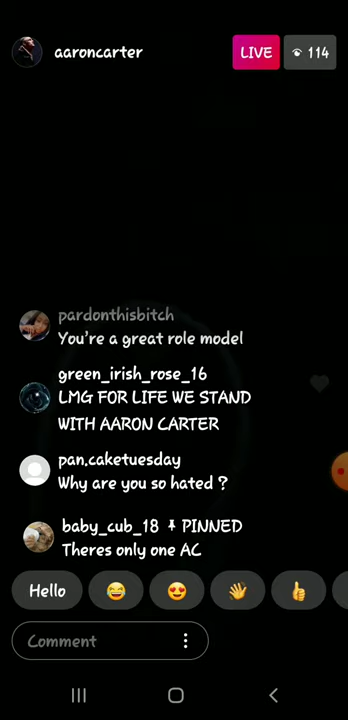 aaroncarter
LIVE
114
pardonthisbitch
You're a great role model
green_irish_rose_16
LMG FOR LIFE WE STAND
WITH AARON CARTER
pan,caketuesday
Why are you so hated ?
baby_cub_18 PINNED
Theres only one AC
Hello
Comment